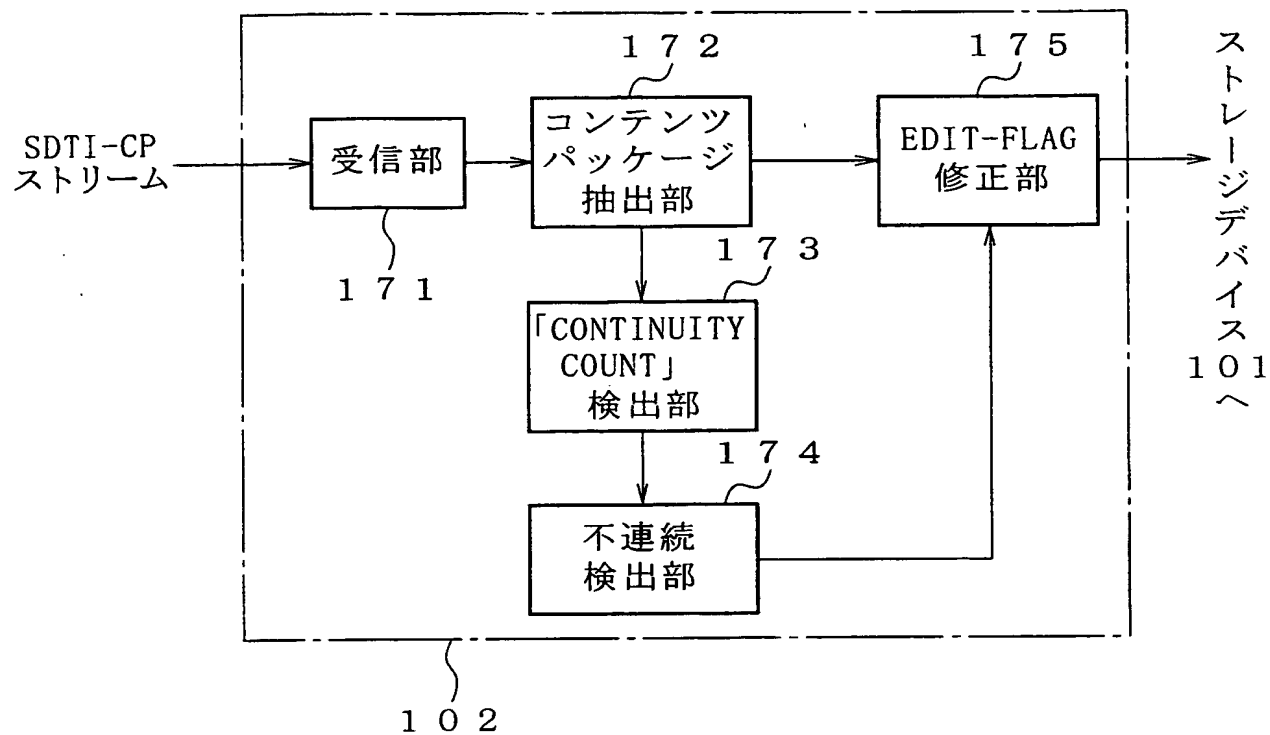 SDTI-CP
ストリーム
受信部
１７１
１７２
コンテンツ
パッケージ
抽出部
１７３
「CONTINUITY
COUNT」
検出部
１７４
不連続
検出部
１７５
EDIT-FLAG
修正部
ストレージデバイス１０１へ
１０２